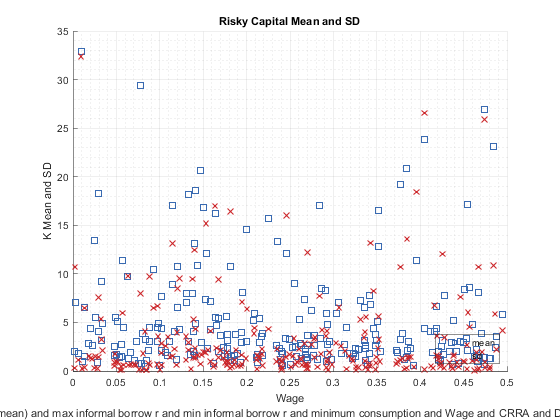 Risky Capital Mean and SD
35
30
25
20
15
10
5
0
K Mean and SD
0 0.05 0.1 0.15 0.2 0.25 0.3 0.35 0.4 0.45 0.5
mean
Wage
mean) and max informal borrow r and min informal borrow r and minimum consumption and Wage and CRRA and